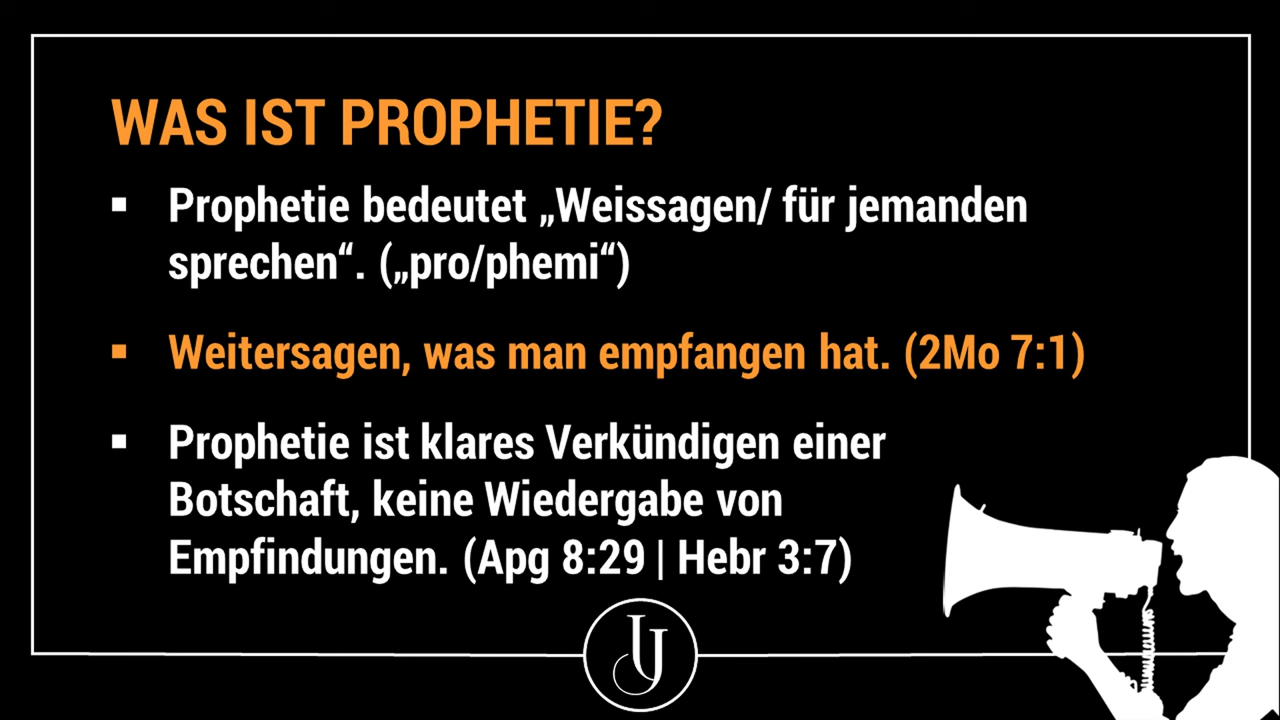 WAS IST PROPHETIE?
▪ Prophetie bedeutet „Weissagen/ für jemanden
sprechen“. („pro/phemi“)
▪ Weitersagen, was man empfangen hat. (2Mo 7:1)
▪ Prophetie ist klares Verkündigen einer
Botschaft, keine Wiedergabe von
Empfindungen. (Apg 8:29 | Hebr 3:7)
JJ